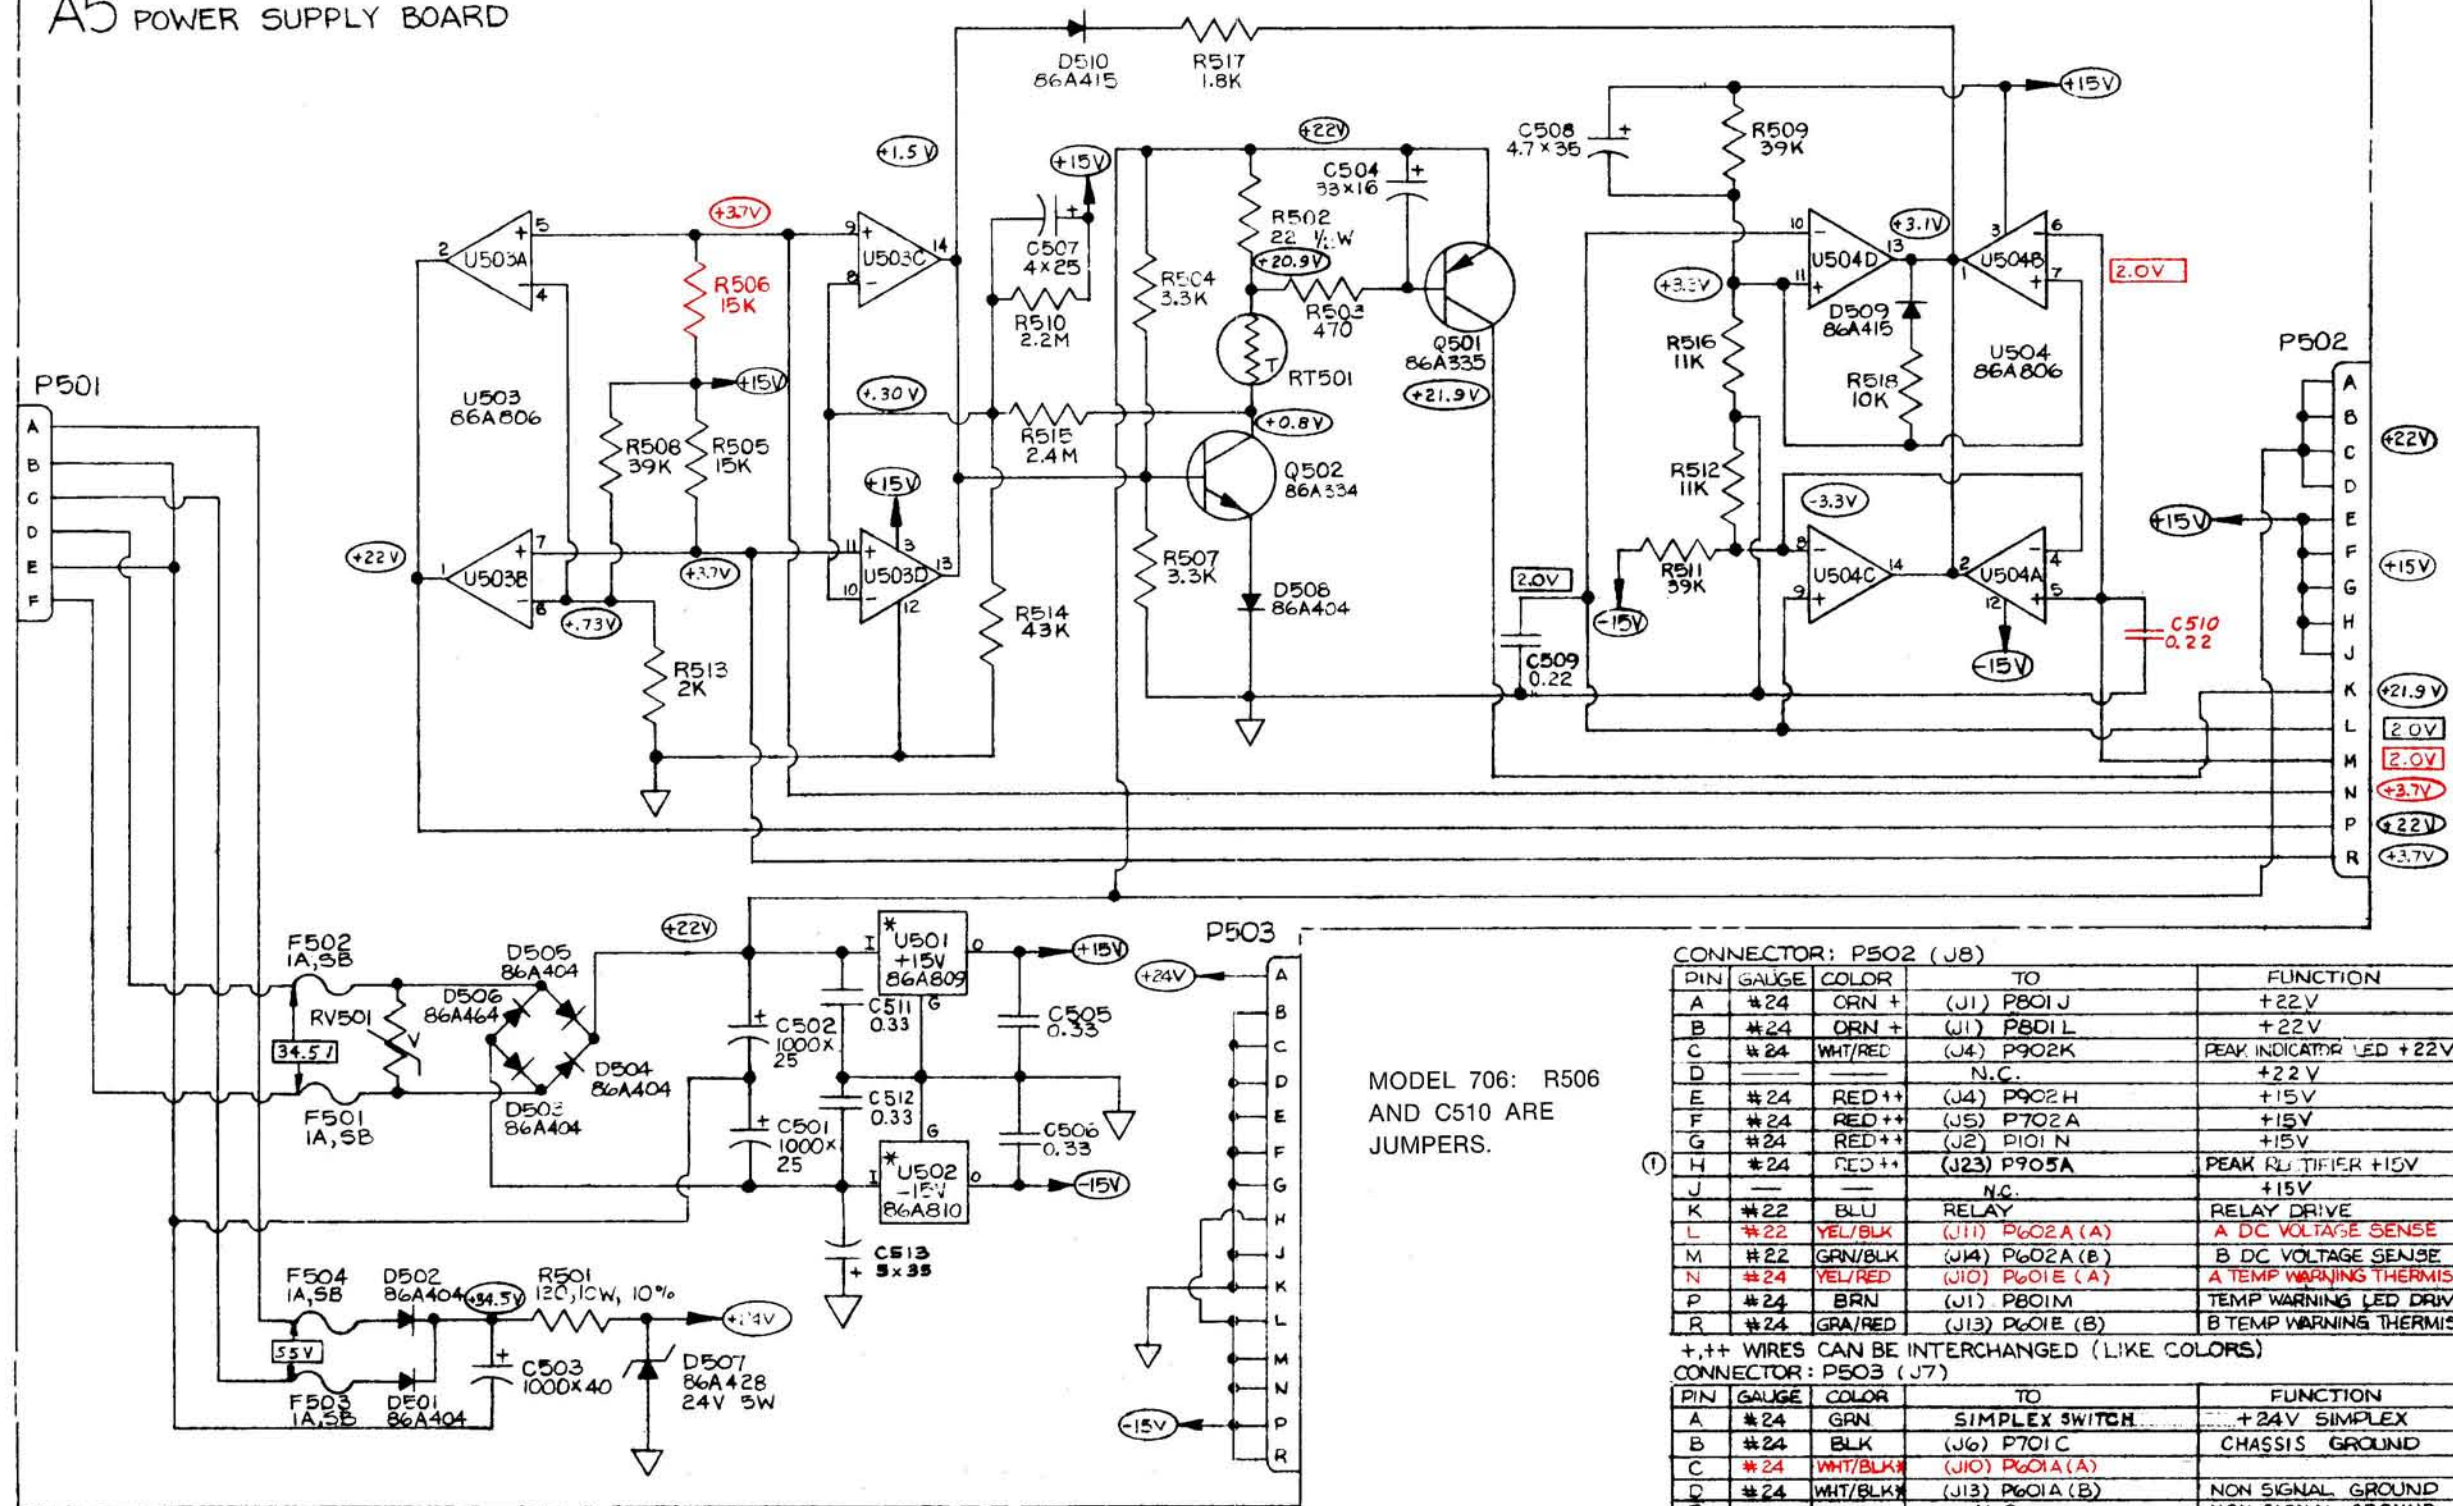 A5 POWER SUPPLY BOARD
D510
86A415
R517
1.8K
+15V
+1.5V
+15V
+22V
C508
4.7×35
+
R509
39K
+3.7V
C504
33×16
+
R502
22 ½W
C507
4×25
+
5
+
2
U503A
4
-
9
+
14
U503C
8
-
R506
15K
R510
2.2M
R504
3.3K
+20.9V
R503
470
10
-
+3.1V
13
U504D
11
+
3
6
-
U504B
1
7
+
2.0V
+3.3V
D509
86A415
Q501
86A335
+21.9V
T
RT501
R516
11K
U504
86A806
R518
10K
P502
P501
A
B
C
D
E
F
U503
86A806
+15V
+.30V
R508
39K
R505
15K
R515
2.4M
+0.8V
Q502
86A334
+15V
R512
11K
-3.3V
A
B
C
D
E
F
G
H
J
K
L
M
N
P
R
+22V
+15V
+15V
+21.9V
2.0V
2.0V
+3.7V
+22V
+3.7V
+22V
7
+
1
U503B
6
-
+3.7V
+.73V
11
+
3
U503D
13
10
-
12
R507
3.3K
D508
86A404
R514
43K
R513
2K
2.0V
C509
0.22
R511
39K
-15V
8
-
U504C
14
9
+
2
-
4
U504A
12
+
5
-15V
C510
0.22
+22V
F502
1A,SB
D505
86A404
D506
86A464
RV501
V
34.5V
F501
1A,SB
D503
86A404
D504
86A404
+
C502
1000×
25
+
C501
1000×
25
C511
0.33
C512
0.33
*
I
U501
O
+15V
86A809
G
G
*
I
U502
O
-15V
86A810
+15V
C505
0.33
C506
0.33
-15V
C513
+ 5×35
F504
1A,SB
D502
86A404
+34.5V
R501
120,10W, 10%
+24V
55V
F503
1A,SB
D501
86A404
+
C503
1000×40
D507
86A428
24V 5W
P503
+24V
A
B
C
D
E
F
G
H
J
K
L
M
N
P
R
-15V
MODEL 706: R506
AND C510 ARE
JUMPERS.
CONNECTOR: P502 (J8)
PIN GAUGE COLOR TO FUNCTION
A #24 ORN + (J1) P801J +22V
B #24 ORN + (J1) P801L +22V
C #24 WHT/RED (J4) P902K PEAK INDICATOR LED +22V
D — — N.C. +22V
E #24 RED++ (J4) P902H +15V
F #24 RED++ (J5) P702A +15V
G #24 RED++ (J2) P101N +15V
① H #24 RED++ (J23) P905A PEAK RECTIFIER +15V
J — — N.C. +15V
K #22 BLU RELAY RELAY DRIVE
L #22 YEL/BLK (J11) P602A(A) A DC VOLTAGE SENSE
M #22 GRN/BLK (J14) P602A(B) B DC VOLTAGE SENSE
N #24 YEL/RED (J10) P601E (A) A TEMP WARNING THERMIS
P #24 BRN (J1) P801M TEMP WARNING LED DRIV
R #24 GRA/RED (J13) P601E (B) B TEMP WARNING THERMIS
+,++ WIRES CAN BE INTERCHANGED (LIKE COLORS)
CONNECTOR: P503 (J7)
PIN GAUGE COLOR TO FUNCTION
A #24 GRN SIMPLEX SWITCH +24V SIMPLEX
B #24 BLK (J6) P701C CHASSIS GROUND
C #24 WHT/BLK* (J10) P601A(A)
D #24 WHT/BLK* (J13) P601A(B) NON SIGNAL GROUND